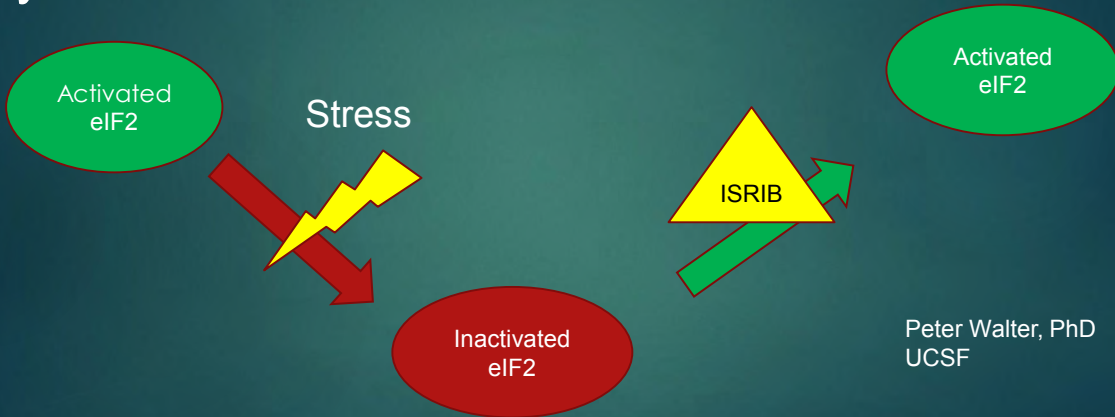 Activated
eIF2
Stress
Activated
eIF2
ISRIB
Inactivated
eIF2
Peter Walter, PhD
UCSF